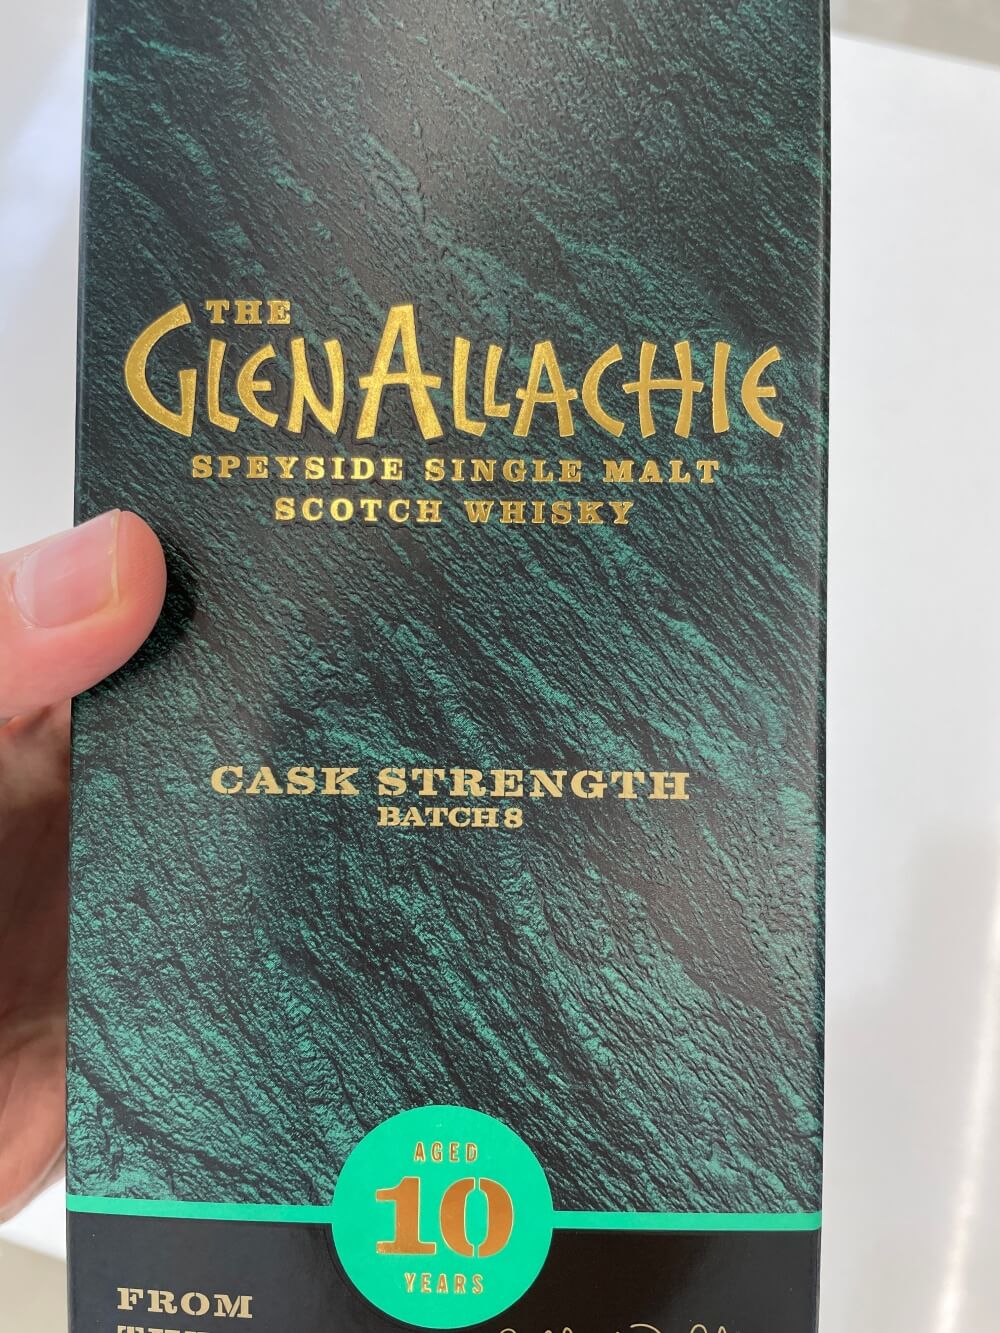 THE
GLENALLACHIE
SPEYSIDE SINGLE MALT
SCOTCH WHISKY
CASK STRENGTH
BATCH 8
AGED
10
YEARS
FROM